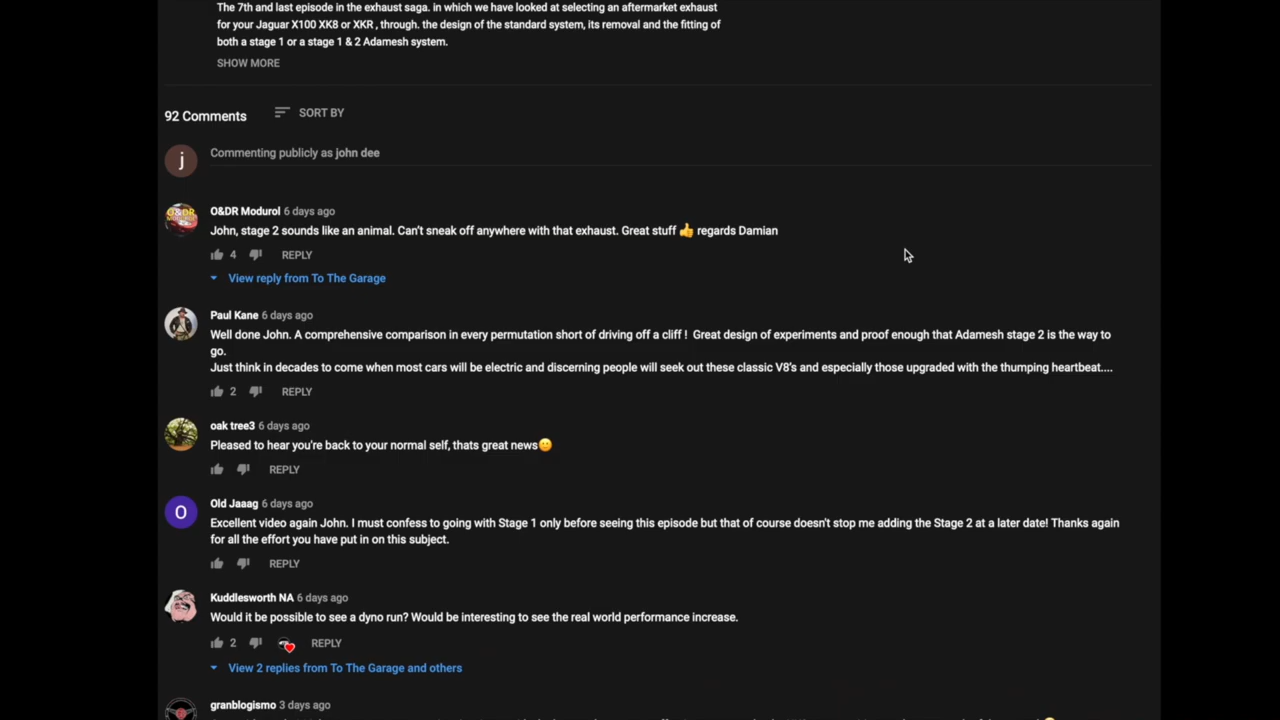 The 7th and last episode in the exhaust saga. in which we have looked at selecting an aftermarket exhaust
for your Jaguar X100 XK8 or XKR , through. the design of the standard system, its removal and the fitting of
both a stage 1 or a stage 1 & 2 Adamesh system.
SHOW MORE
92 Comments
SORT BY
j
Commenting publicly as john dee
O&DR Modurol 6 days ago
John, stage 2 sounds like an animal. Can't sneak off anywhere with that exhaust. Great stuff 👍 regards Damian
4 REPLY
View reply from To The Garage
Paul Kane 6 days ago
Well done John. A comprehensive comparison in every permutation short of driving off a cliff ! Great design of experiments and proof enough that Adamesh stage 2 is the way to
go.
Just think in decades to come when most cars will be electric and discerning people will seek out these classic V8's and especially those upgraded with the thumping heartbeat....
2 REPLY
oak tree3 6 days ago
Pleased to hear you're back to your normal self, thats great news🙂
REPLY
O
Old Jaaag 6 days ago
Excellent video again John. I must confess to going with Stage 1 only before seeing this episode but that of course doesn't stop me adding the Stage 2 at a later date! Thanks again
for all the effort you have put in on this subject.
REPLY
Kuddlesworth NA 6 days ago
Would it be possible to see a dyno run? Would be interesting to see the real world performance increase.
2 REPLY
View 2 replies from To The Garage and others
granblogismo 3 days ago